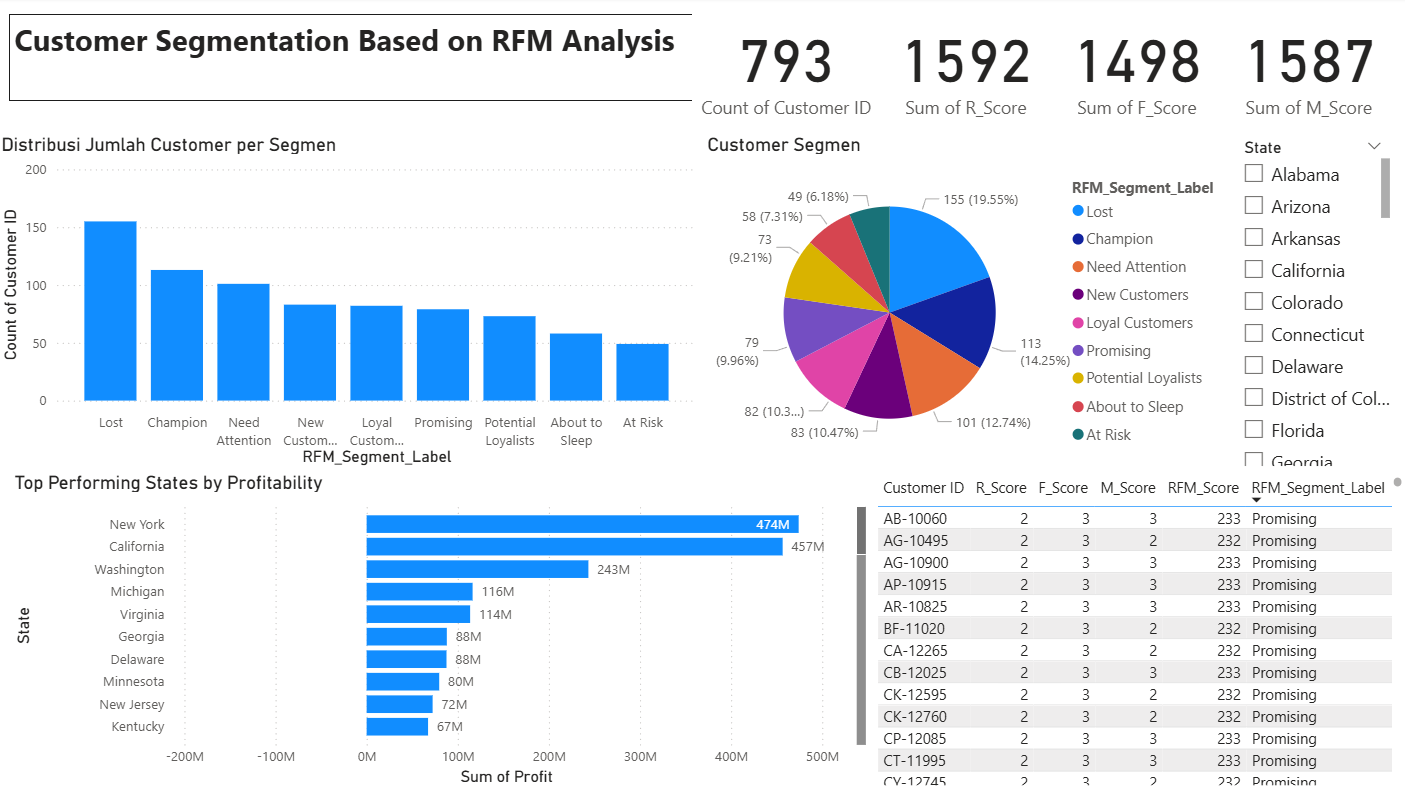 Customer Segmentation Based on RFM Analysis
793
Count of Customer ID
1592
Sum of R_Score
1498
Sum of F_Score
1587
Sum of M_Score
Distribusi Jumlah Customer per Segmen
Count of Customer ID
200
150
100
50
0
Lost
Champion
Need
Attention
New
Custom...
Loyal
Custom...
Promising
Potential
Loyalists
About to
Sleep
At Risk
RFM_Segment_Label
Customer Segmen
155 (19.55%)
113
(14.25%)
101 (12.74%)
83 (10.47%)
82 (10.3...)
79
(9.96%)
73
(9.21%)
58 (7.31%)
49 (6.18%)
RFM_Segment_Label
Lost
Champion
Need Attention
New Customers
Loyal Customers
Promising
Potential Loyalists
About to Sleep
At Risk
State
Alabama
Arizona
Arkansas
California
Colorado
Connecticut
Delaware
District of Col...
Florida
Georgia
Top Performing States by Profitability
State
New York 474M
California 457M
Washington 243M
Michigan 116M
Virginia 114M
Georgia 88M
Delaware 88M
Minnesota 80M
New Jersey 72M
Kentucky 67M
-200M -100M 0M 100M 200M 300M 400M 500M
Sum of Profit
Customer ID R_Score F_Score M_Score RFM_Score RFM_Segment_Label
AB-10060 2 3 3 233 Promising
AG-10495 2 3 2 232 Promising
AG-10900 2 3 3 233 Promising
AP-10915 2 3 3 233 Promising
AR-10825 2 3 3 233 Promising
BF-11020 2 3 2 232 Promising
CA-12265 2 3 2 232 Promising
CB-12025 2 3 3 233 Promising
CK-12595 2 3 2 232 Promising
CK-12760 2 3 2 232 Promising
CP-12085 2 3 3 233 Promising
CT-11995 2 3 3 233 Promising
CY-12745 2 3 2 232 Promising